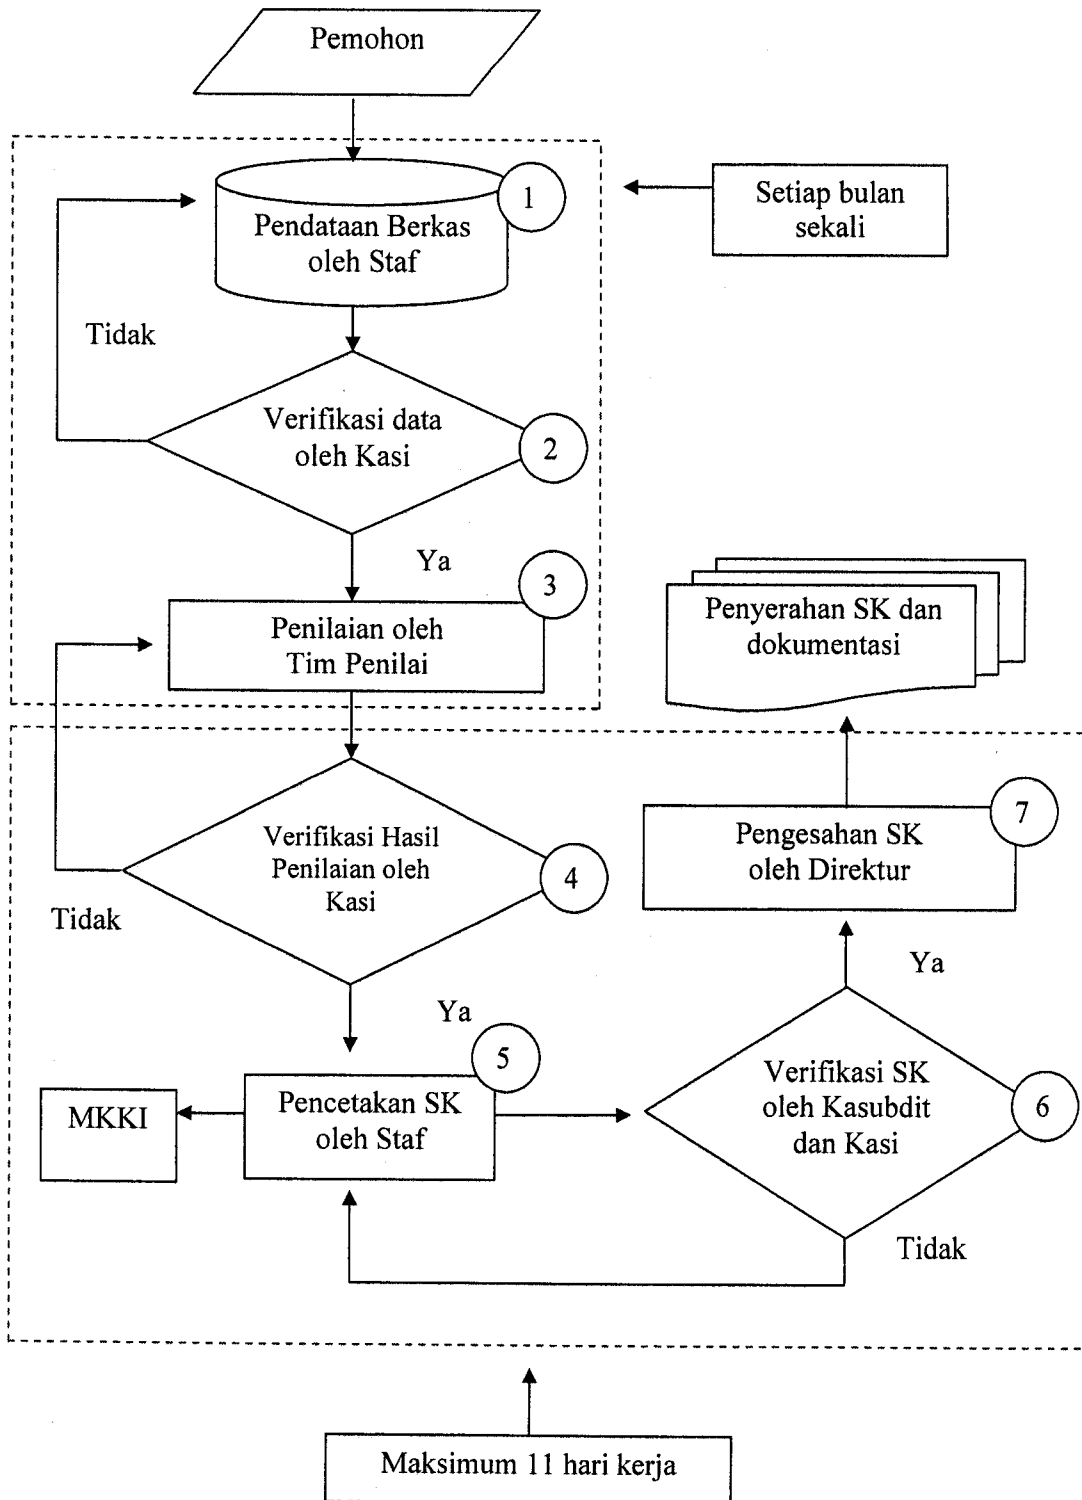 Pemohon
1
Pendataan Berkas
oleh Staf
Setiap bulan
sekali
Tidak
Verifikasi data
oleh Kasi
2
Ya
3
Penilaian oleh
Tim Penilai
Penyerahan SK dan
dokumentasi
Verifikasi Hasil
Penilaian oleh
Kasi
4
Tidak
7
Pengesahan SK
oleh Direktur
Ya
Ya
5
MKKI
Pencetakan SK
oleh Staf
Verifikasi SK
oleh Kasubdit
dan Kasi
6
Tidak
Maksimum 11 hari kerja